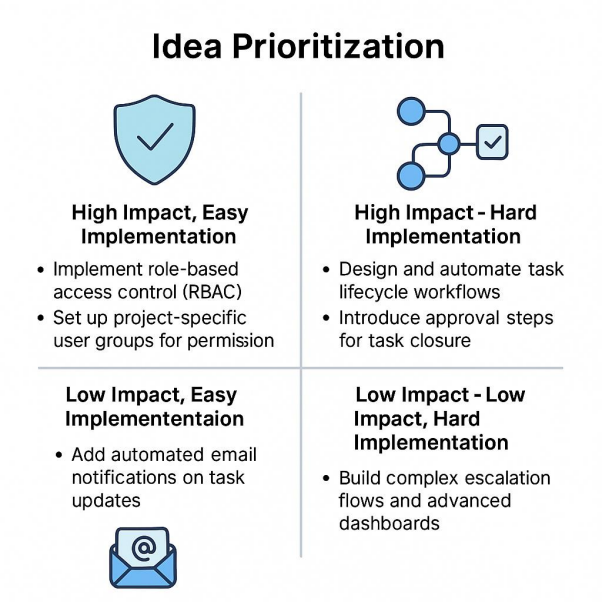 Idea Prioritization
High Impact, Easy
Implementation
• Implement role-based
access control (RBAC)
• Set up project-specific
user groups for permission
High Impact - Hard
Implementation
• Design and automate task
lifecycle workflows
• Introduce approval steps
for task closure
Low Impact, Easy
Implemententaion
• Add automated email
notifications on task
updates
@
Low Impact - Low
Impact, Hard
Implementation
• Build complex escalation
flows and advanced
dashboards